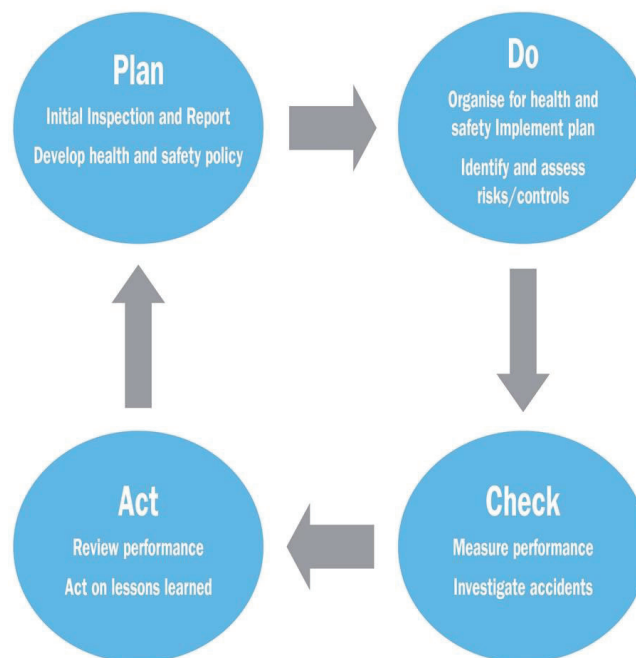 Plan
Initial Inspection and Report
Develop health and safety policy
Do
Organise for health and
safety Implement plan
Identify and assess
risks/controls
Act
Review performance
Act on lessons learned
Check
Measure performance
Investigate accidents